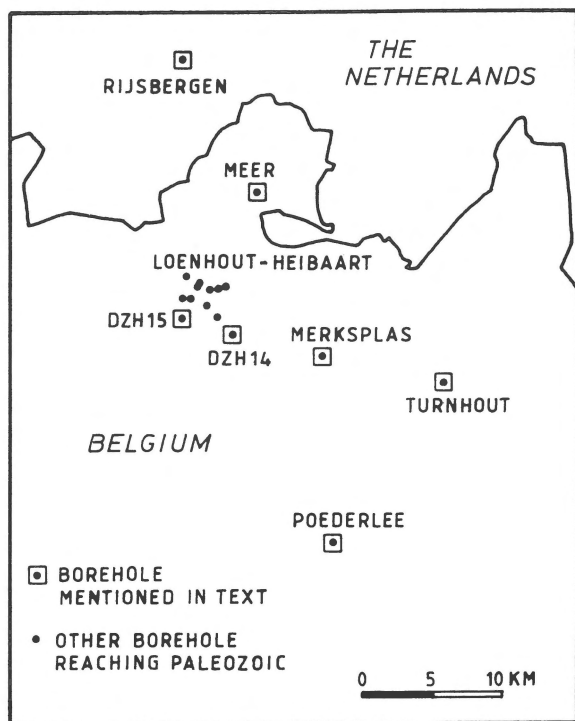 THE
NETHERLANDS
RIJSBERGEN
MEER
LOENHOUT-HEIBAART
DZH15
DZH14
MERKSPLAS
TURNHOUT
BELGIUM
POEDERLEE
BOREHOLE
MENTIONED IN TEXT
OTHER BOREHOLE
REACHING PALEOZOIC
0 5 10 KM